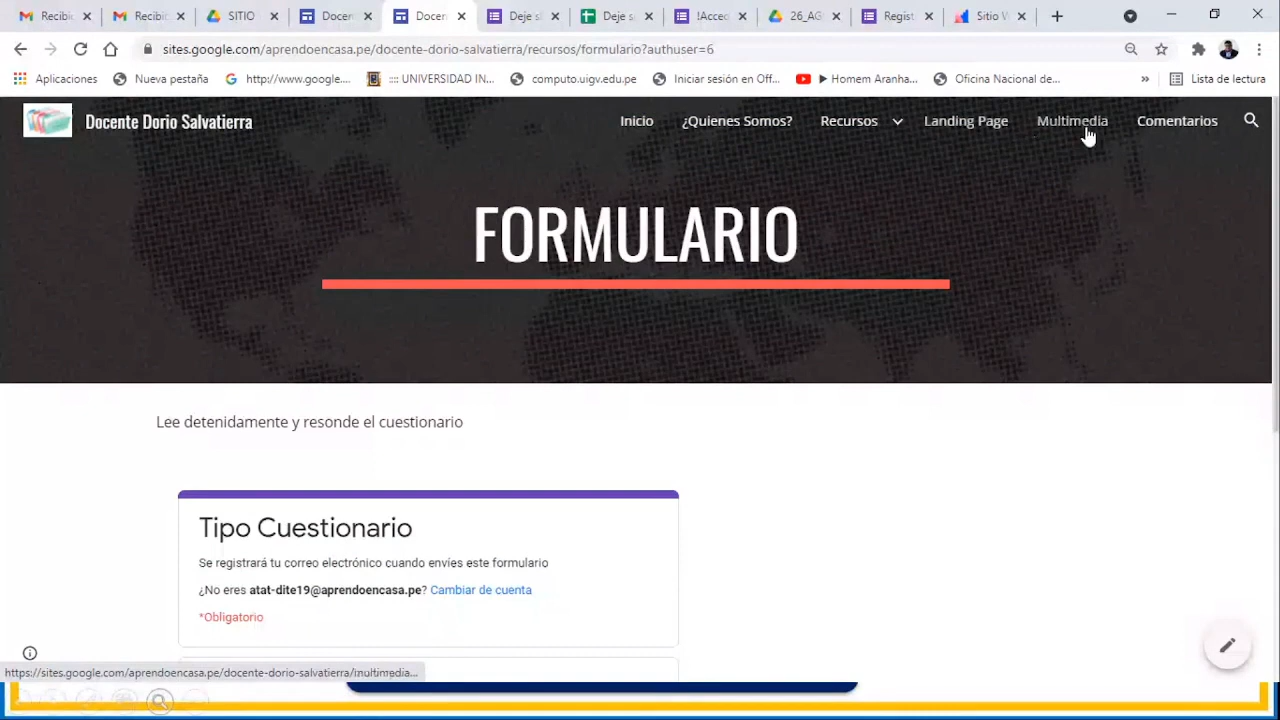 Recibic
Recibic
SITIO
Docen
Docen
Deje s
Deje s
!Acced
26_AG
Regist
Sitio W
sites.google.com/aprendoencasa.pe/docente-dorio-salvatierra/recursos/formulario?authuser=6
Aplicaciones
Nueva pestaña
http://www.google....
:::: UNIVERSIDAD IN...
computo.uigv.edu.pe
Iniciar sesión en Off...
▶ Homem Aranha...
Oficina Nacional de...
»
Lista de lectura
Docente Dorio Salvatierra
Inicio
¿Quienes Somos?
Recursos
Landing Page
Multimedia
Comentarios
FORMULARIO
Lee detenidamente y resonde el cuestionario
Tipo Cuestionario
Se registrará tu correo electrónico cuando envíes este formulario
¿No eres atat-dite19@aprendoencasa.pe? Cambiar de cuenta
*Obligatorio
https://sites.google.com/aprendoencasa.pe/docente-dorio-salvatierra/multimedia...